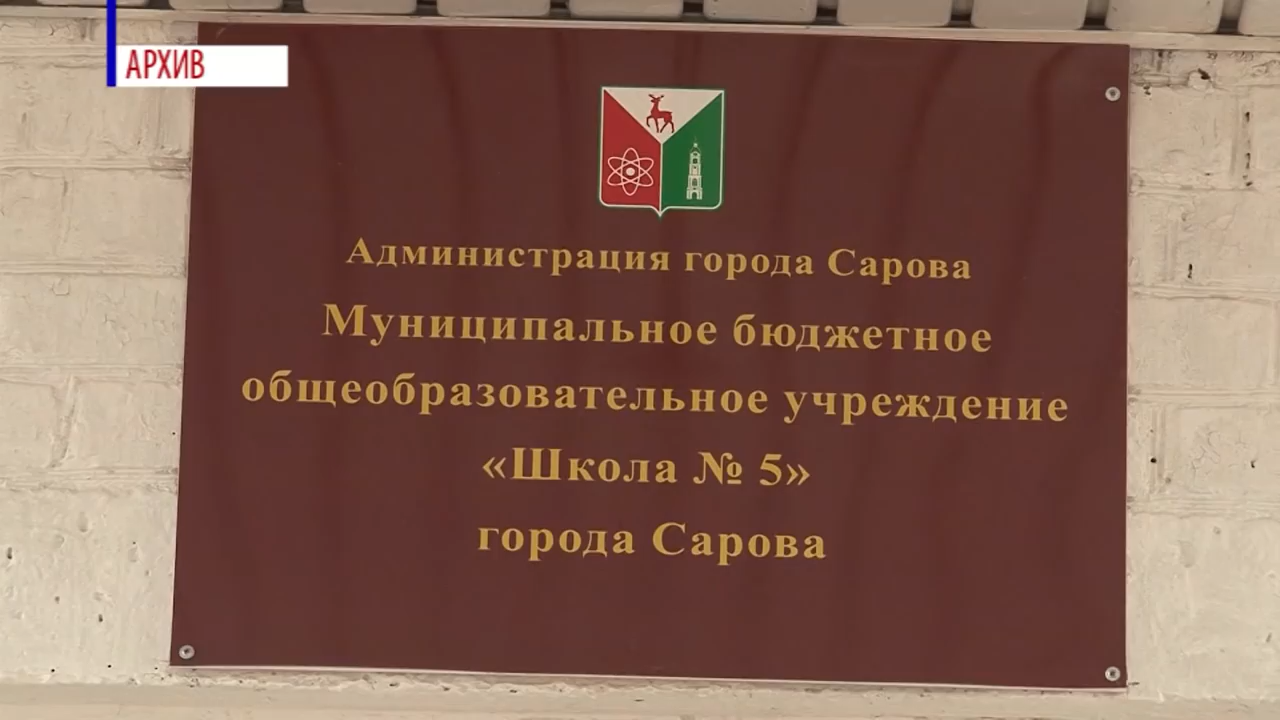 АРХИВ
Администрация города Сарова
Муниципальное бюджетное
общеобразовательное учреждение
«Школа № 5»
города Сарова